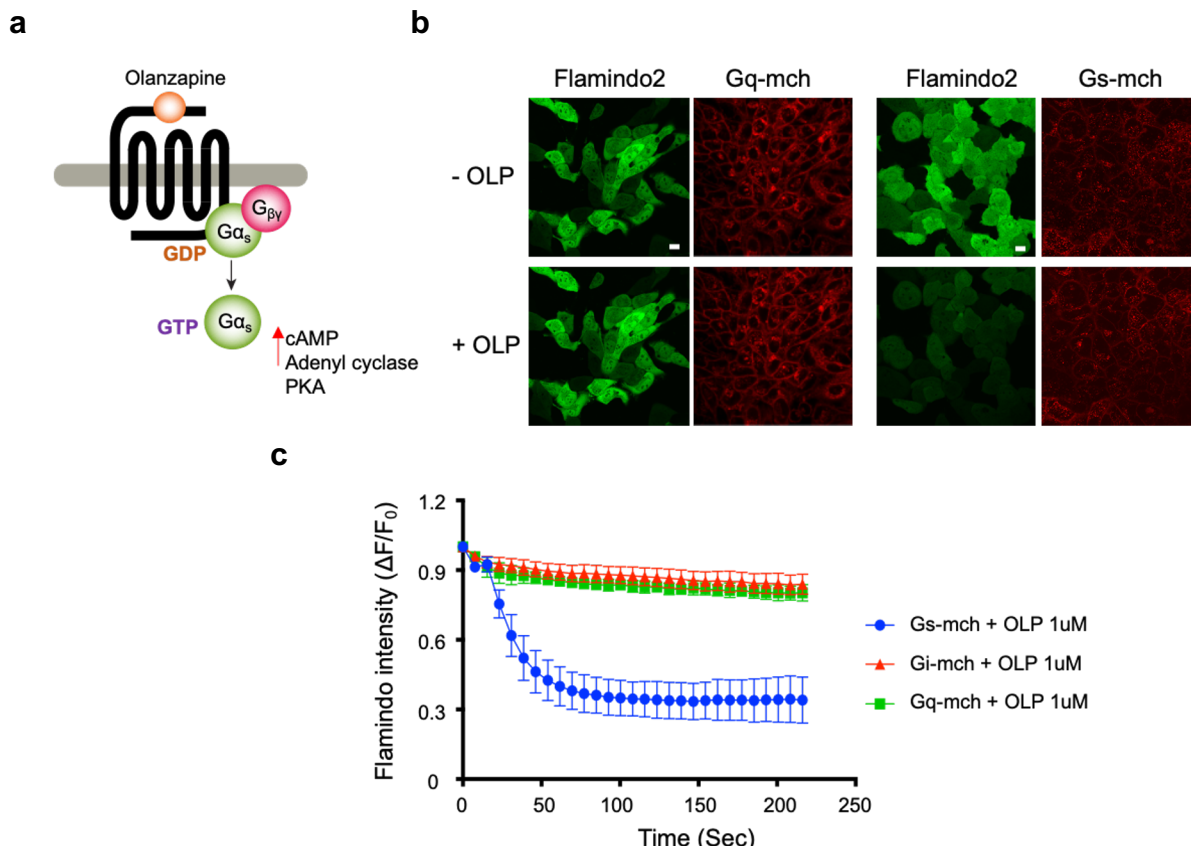 a
Olanzapine
Gβγ
Gαs
GDP
GTP
Gαs
cAMP
Adenyl cyclase
PKA
b
Flamindo2
Gq-mch
Flamindo2
Gs-mch
- OLP
+ OLP
c
Flamindo intensity (ΔF/F0)
1.2
0.9
0.6
0.3
0
0
50
100
150
200
250
Time (Sec)
Gs-mch + OLP 1uM
Gi-mch + OLP 1uM
Gq-mch + OLP 1uM